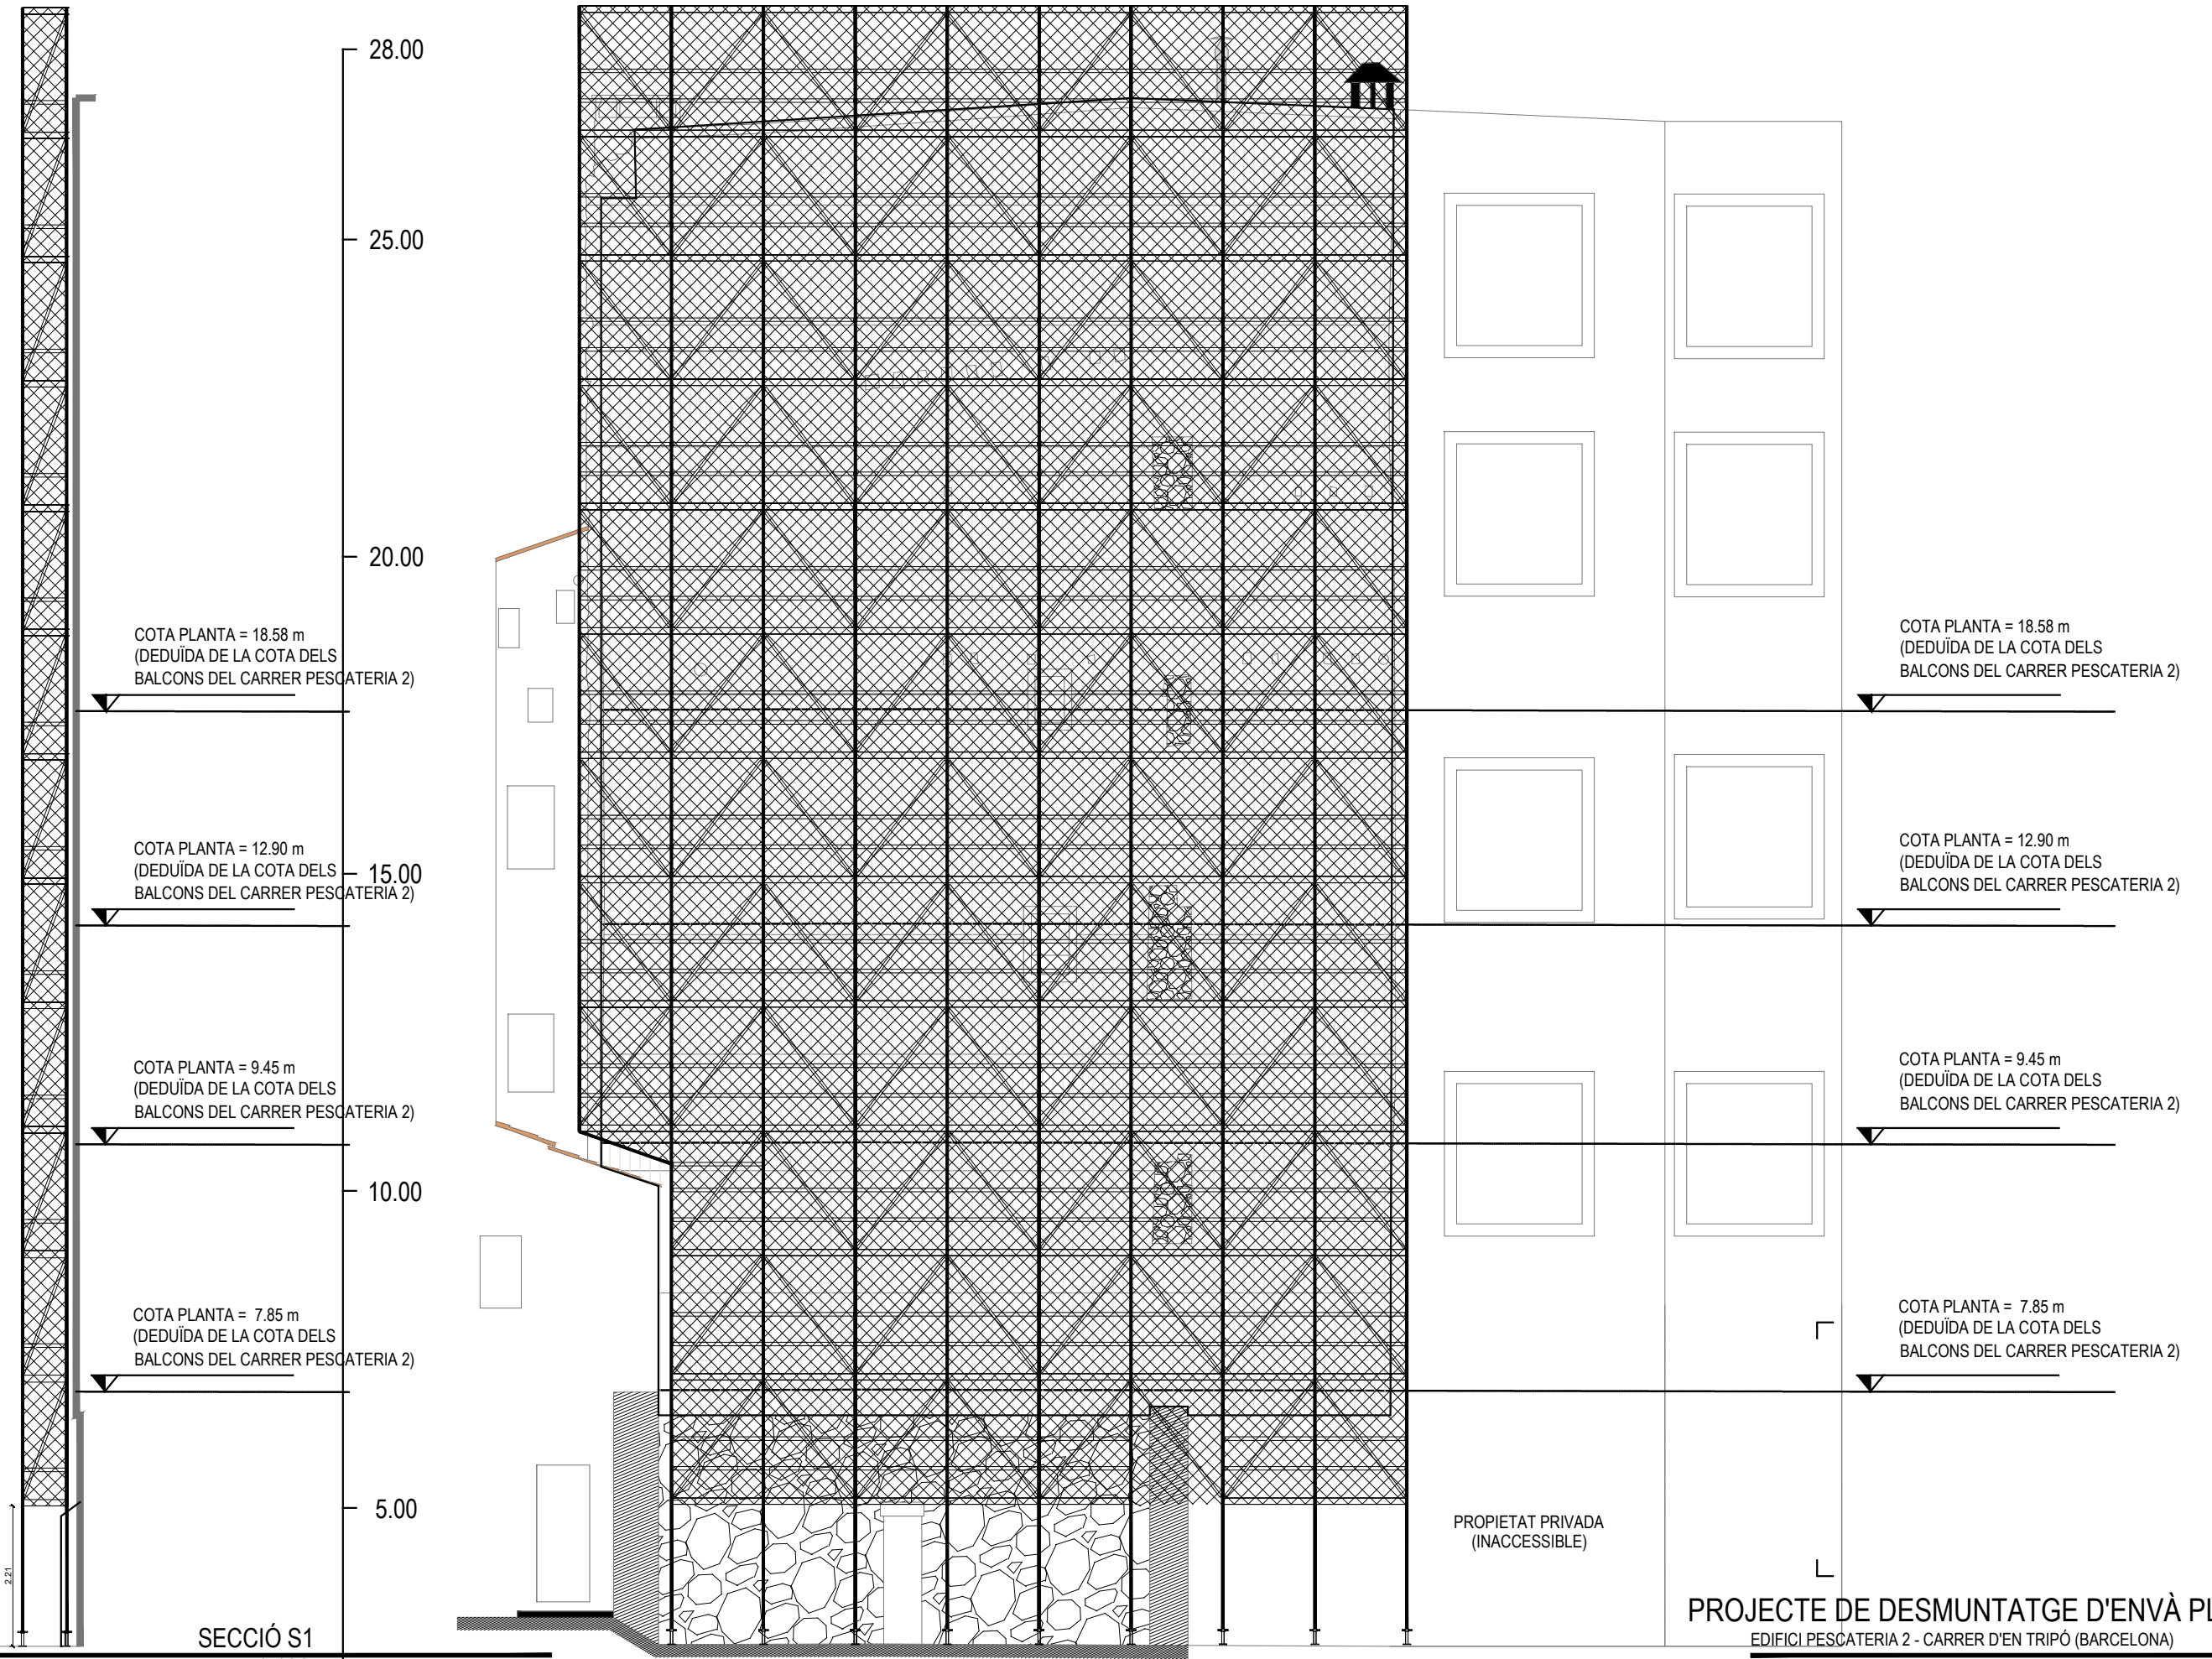 28.00
25.00
20.00
15.00
10.00
5.00
COTA PLANTA = 18.58 m
(DEDUÏDA DE LA COTA DELS
BALCONS DEL CARRER PESCATERIA 2)
COTA PLANTA = 12.90 m
(DEDUÏDA DE LA COTA DELS
BALCONS DEL CARRER PESCATERIA 2)
COTA PLANTA = 9.45 m
(DEDUÏDA DE LA COTA DELS
BALCONS DEL CARRER PESCATERIA 2)
COTA PLANTA = 7.85 m
(DEDUÏDA DE LA COTA DELS
BALCONS DEL CARRER PESCATERIA 2)
2.21
SECCIÓ S1
COTA PLANTA = 18.58 m
(DEDUÏDA DE LA COTA DELS
BALCONS DEL CARRER PESCATERIA 2)
COTA PLANTA = 12.90 m
(DEDUÏDA DE LA COTA DELS
BALCONS DEL CARRER PESCATERIA 2)
COTA PLANTA = 9.45 m
(DEDUÏDA DE LA COTA DELS
BALCONS DEL CARRER PESCATERIA 2)
COTA PLANTA = 7.85 m
(DEDUÏDA DE LA COTA DELS
BALCONS DEL CARRER PESCATERIA 2)
PROPIETAT PRIVADA
(INACCESSIBLE)
PROJECTE DE DESMUNTATGE D'ENVÀ PL
EDIFICI PESCATERIA 2 - CARRER D'EN TRIPÓ (BARCELONA)